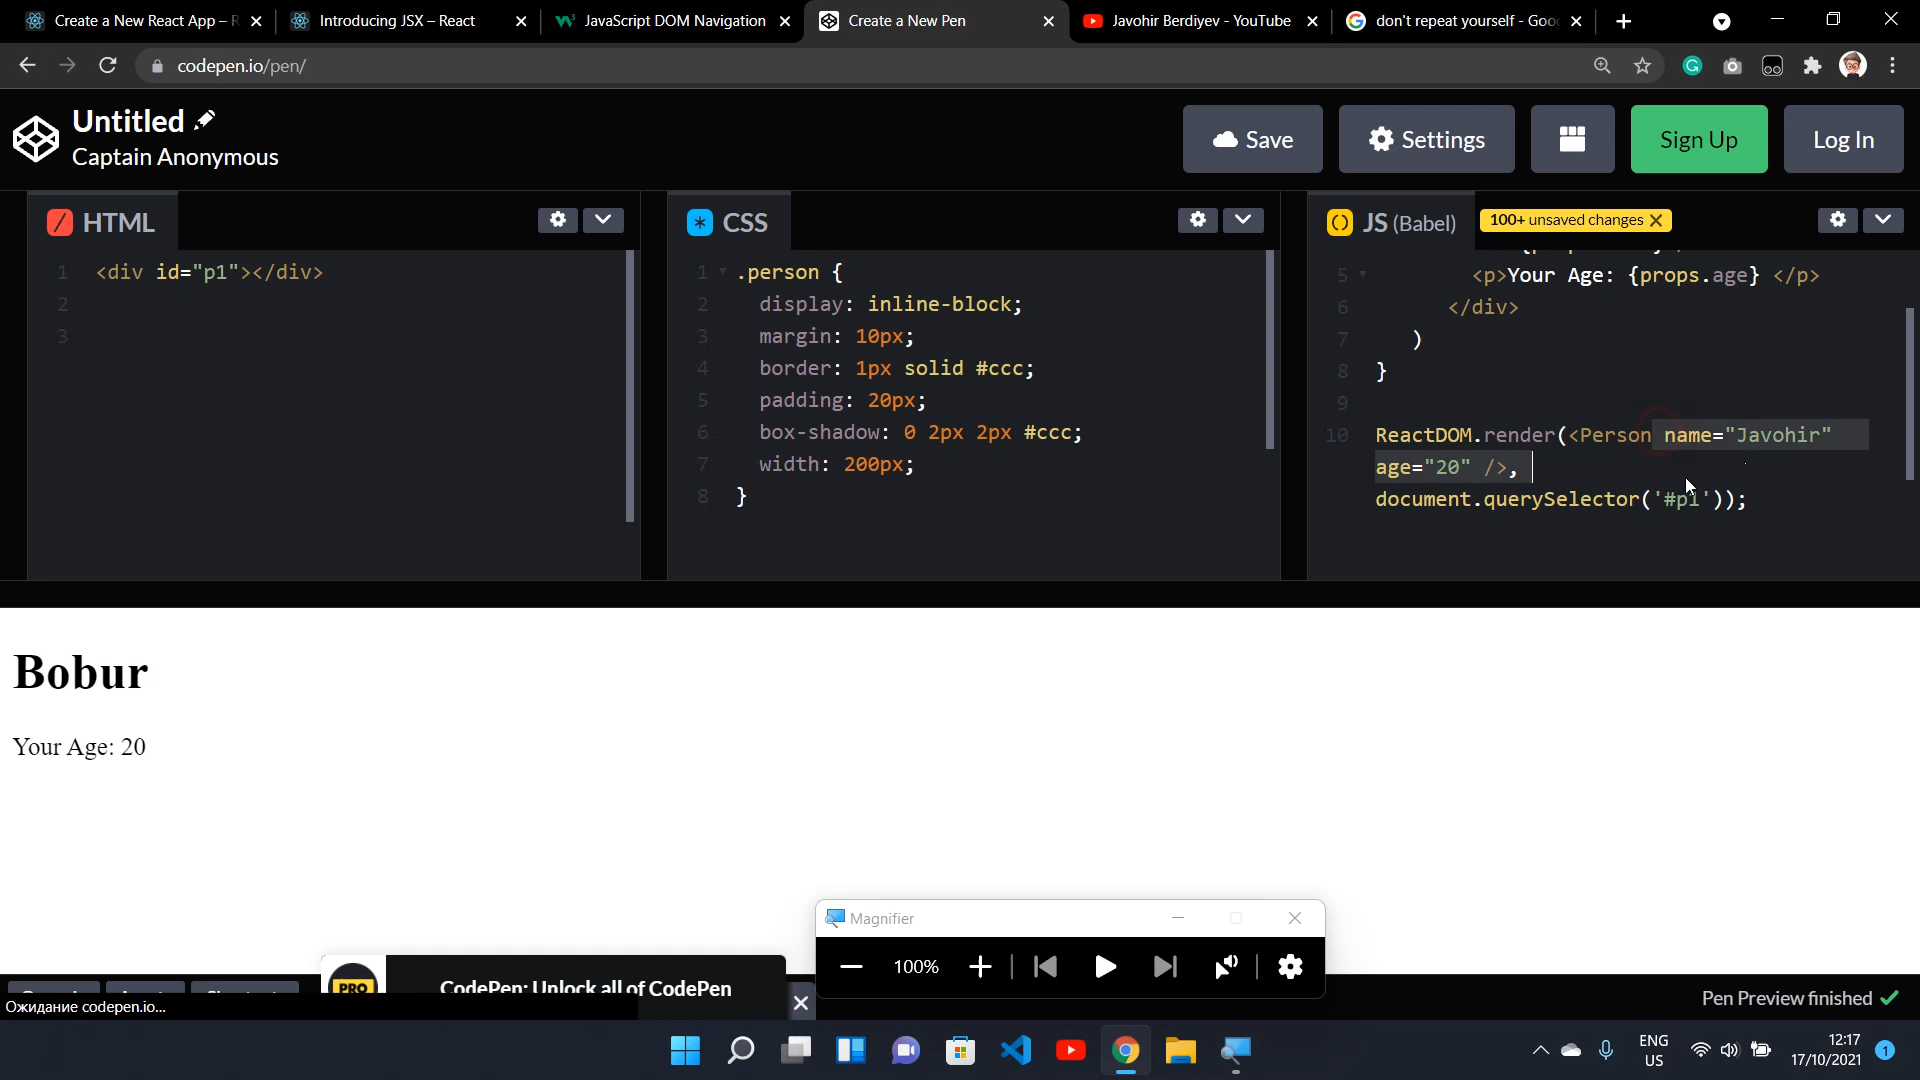 Create a New React App – R
Introducing JSX – React
JavaScript DOM Navigation
Create a New Pen
Javohir Berdiyev - YouTube
don't repeat yourself - Goo
codepen.io/pen/
Untitled
Captain Anonymous
Save
Settings
Sign Up
Log In
HTML
1 <div id="p1"></div>
2
3
CSS
1 .person {
2 display: inline-block;
3 margin: 10px;
4 border: 1px solid #ccc;
5 padding: 20px;
6 box-shadow: 0 2px 2px #ccc;
7 width: 200px;
8 }
JS (Babel)
100+ unsaved changes
5 <p>Your Age: {props.age} </p>
6 </div>
7 )
8 }
9
10 ReactDOM.render(<Person name="Javohir"
age="20" />,
document.querySelector('#p1'));
Bobur
Your Age: 20
Magnifier
100%
PRO
CodePen: Unlock all of CodePen
Ожидание codepen.io...
Pen Preview finished
ENG
US
12:17
17/10/2021
1